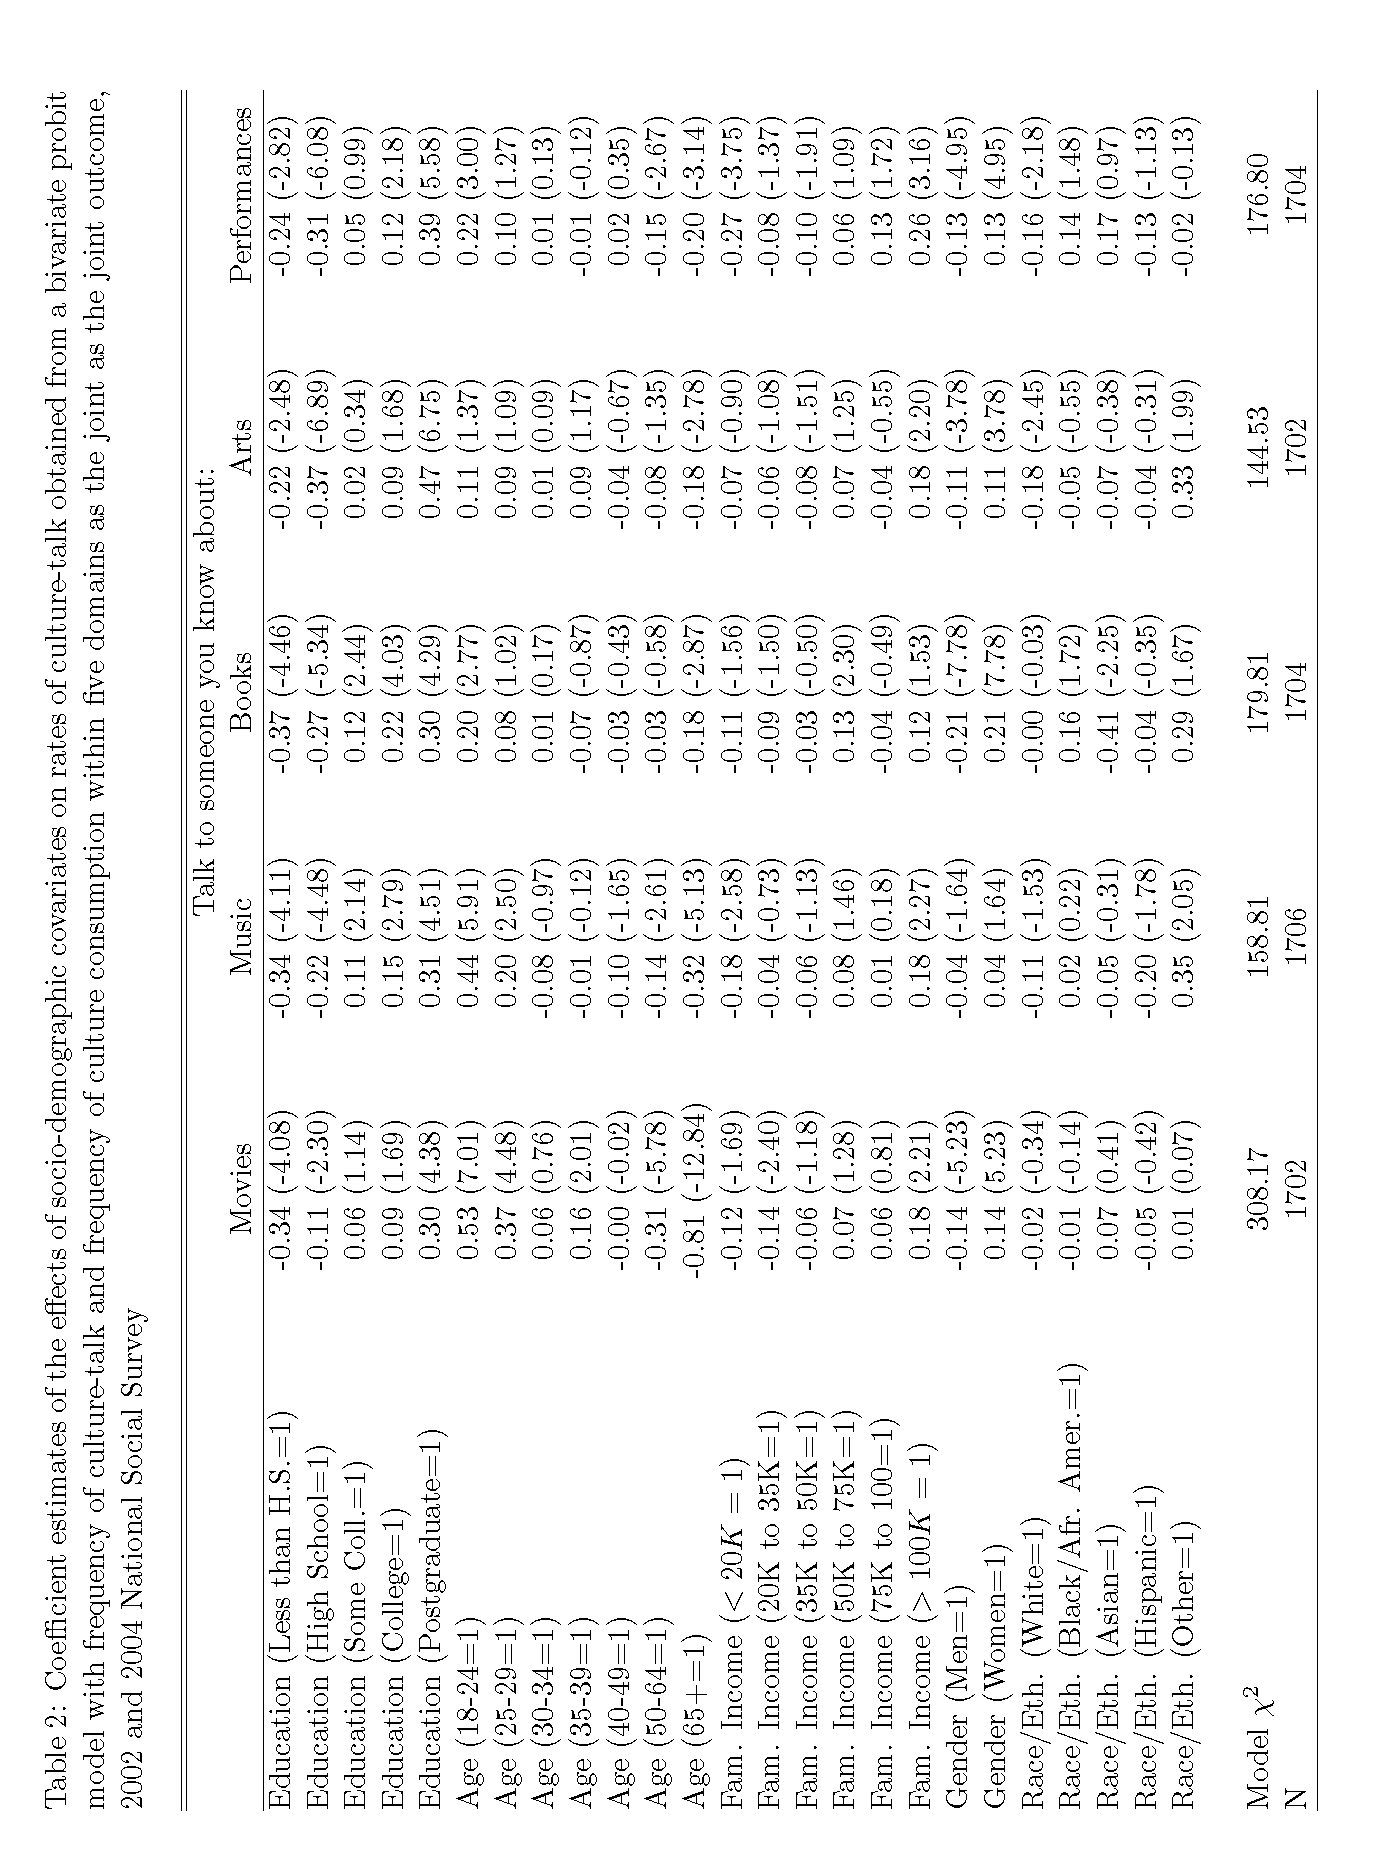 Table 2: Coefficient estimates of the effects of socio-demographic covariates on rates of culture-talk obtained from a bivariate probit
model with frequency of culture-talk and frequency of culture consumption within five domains as the joint as the joint outcome,
2002 and 2004 National Social Survey
Talk to someone you know about:
Movies Music Books Arts Performances
Education (Less than H.S.=1) -0.34 (-4.08) -0.34 (-4.11) -0.37 (-4.46) -0.22 (-2.48) -0.24 (-2.82)
Education (High School=1) -0.11 (-2.30) -0.22 (-4.48) -0.27 (-5.34) -0.37 (-6.89) -0.31 (-6.08)
Education (Some Coll.=1) 0.06 (1.14) 0.11 (2.14) 0.12 (2.44) 0.02 (0.34) 0.05 (0.99)
Education (College=1) 0.09 (1.69) 0.15 (2.79) 0.22 (4.03) 0.09 (1.68) 0.12 (2.18)
Education (Postgraduate=1) 0.30 (4.38) 0.31 (4.51) 0.30 (4.29) 0.47 (6.75) 0.39 (5.58)
Age (18-24=1) 0.53 (7.01) 0.44 (5.91) 0.20 (2.77) 0.11 (1.37) 0.22 (3.00)
Age (25-29=1) 0.37 (4.48) 0.20 (2.50) 0.08 (1.02) 0.09 (1.09) 0.10 (1.27)
Age (30-34=1) 0.06 (0.76) -0.08 (-0.97) 0.01 (0.17) 0.01 (0.09) 0.01 (0.13)
Age (35-39=1) 0.16 (2.01) -0.01 (-0.12) -0.07 (-0.87) 0.09 (1.17) -0.01 (-0.12)
Age (40-49=1) -0.00 (-0.02) -0.10 (-1.65) -0.03 (-0.43) -0.04 (-0.67) 0.02 (0.35)
Age (50-64=1) -0.31 (-5.78) -0.14 (-2.61) -0.03 (-0.58) -0.08 (-1.35) -0.15 (-2.67)
Age (65+=1) -0.81 (-12.84) -0.32 (-5.13) -0.18 (-2.87) -0.18 (-2.78) -0.20 (-3.14)
Fam. Income (< 20K = 1) -0.12 (-1.69) -0.18 (-2.58) -0.11 (-1.56) -0.07 (-0.90) -0.27 (-3.75)
Fam. Income (20K to 35K=1) -0.14 (-2.40) -0.04 (-0.73) -0.09 (-1.50) -0.06 (-1.08) -0.08 (-1.37)
Fam. Income (35K to 50K=1) -0.06 (-1.18) -0.06 (-1.13) -0.03 (-0.50) -0.08 (-1.51) -0.10 (-1.91)
Fam. Income (50K to 75K=1) 0.07 (1.28) 0.08 (1.46) 0.13 (2.30) 0.07 (1.25) 0.06 (1.09)
Fam. Income (75K to 100=1) 0.06 (0.81) 0.01 (0.18) -0.04 (-0.49) -0.04 (-0.55) 0.13 (1.72)
Fam. Income (> 100K = 1) 0.18 (2.21) 0.18 (2.27) 0.12 (1.53) 0.18 (2.20) 0.26 (3.16)
Gender (Men=1) -0.14 (-5.23) -0.04 (-1.64) -0.21 (-7.78) -0.11 (-3.78) -0.13 (-4.95)
Gender (Women=1) 0.14 (5.23) 0.04 (1.64) 0.21 (7.78) 0.11 (3.78) 0.13 (4.95)
Race/Eth. (White=1) -0.02 (-0.34) -0.11 (-1.53) -0.00 (-0.03) -0.18 (-2.45) -0.16 (-2.18)
Race/Eth. (Black/Afr. Amer.=1) -0.01 (-0.14) 0.02 (0.22) 0.16 (1.72) -0.05 (-0.55) 0.14 (1.48)
Race/Eth. (Asian=1) 0.07 (0.41) -0.05 (-0.31) -0.41 (-2.25) -0.07 (-0.38) 0.17 (0.97)
Race/Eth. (Hispanic=1) -0.05 (-0.42) -0.20 (-1.78) -0.04 (-0.35) -0.04 (-0.31) -0.13 (-1.13)
Race/Eth. (Other=1) 0.01 (0.07) 0.35 (2.05) 0.29 (1.67) 0.33 (1.99) -0.02 (-0.13)
Model χ² 308.17 158.81 179.81 144.53 176.80
N 1702 1706 1704 1702 1704